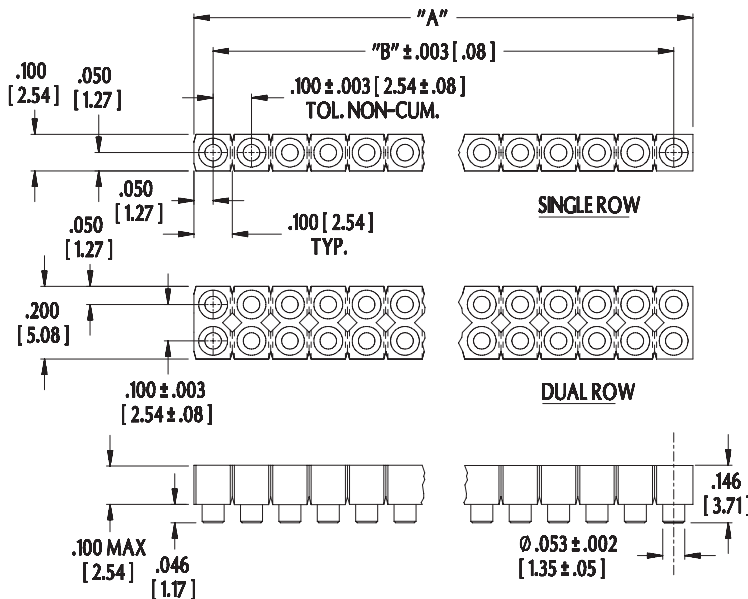 "A"
"B" ± .003 [ .08 ]
.100
[ 2.54 ]
.050
[ 1.27 ]
.100 ± .003 [ 2.54 ± .08 ]
TOL. NON-CUM.
.050
[ 1.27 ]
.100 [ 2.54 ]
TYP.
SINGLE ROW
.050
[ 1.27 ]
.200
[ 5.08 ]
.100 ± .003
[ 2.54 ± .08 ]
DUAL ROW
.100 MAX
[ 2.54 ]
.046
[ 1.17 ]
Ø .053 ± .002
[ 1.35 ± .05 ]
.146
[ 3.71 ]